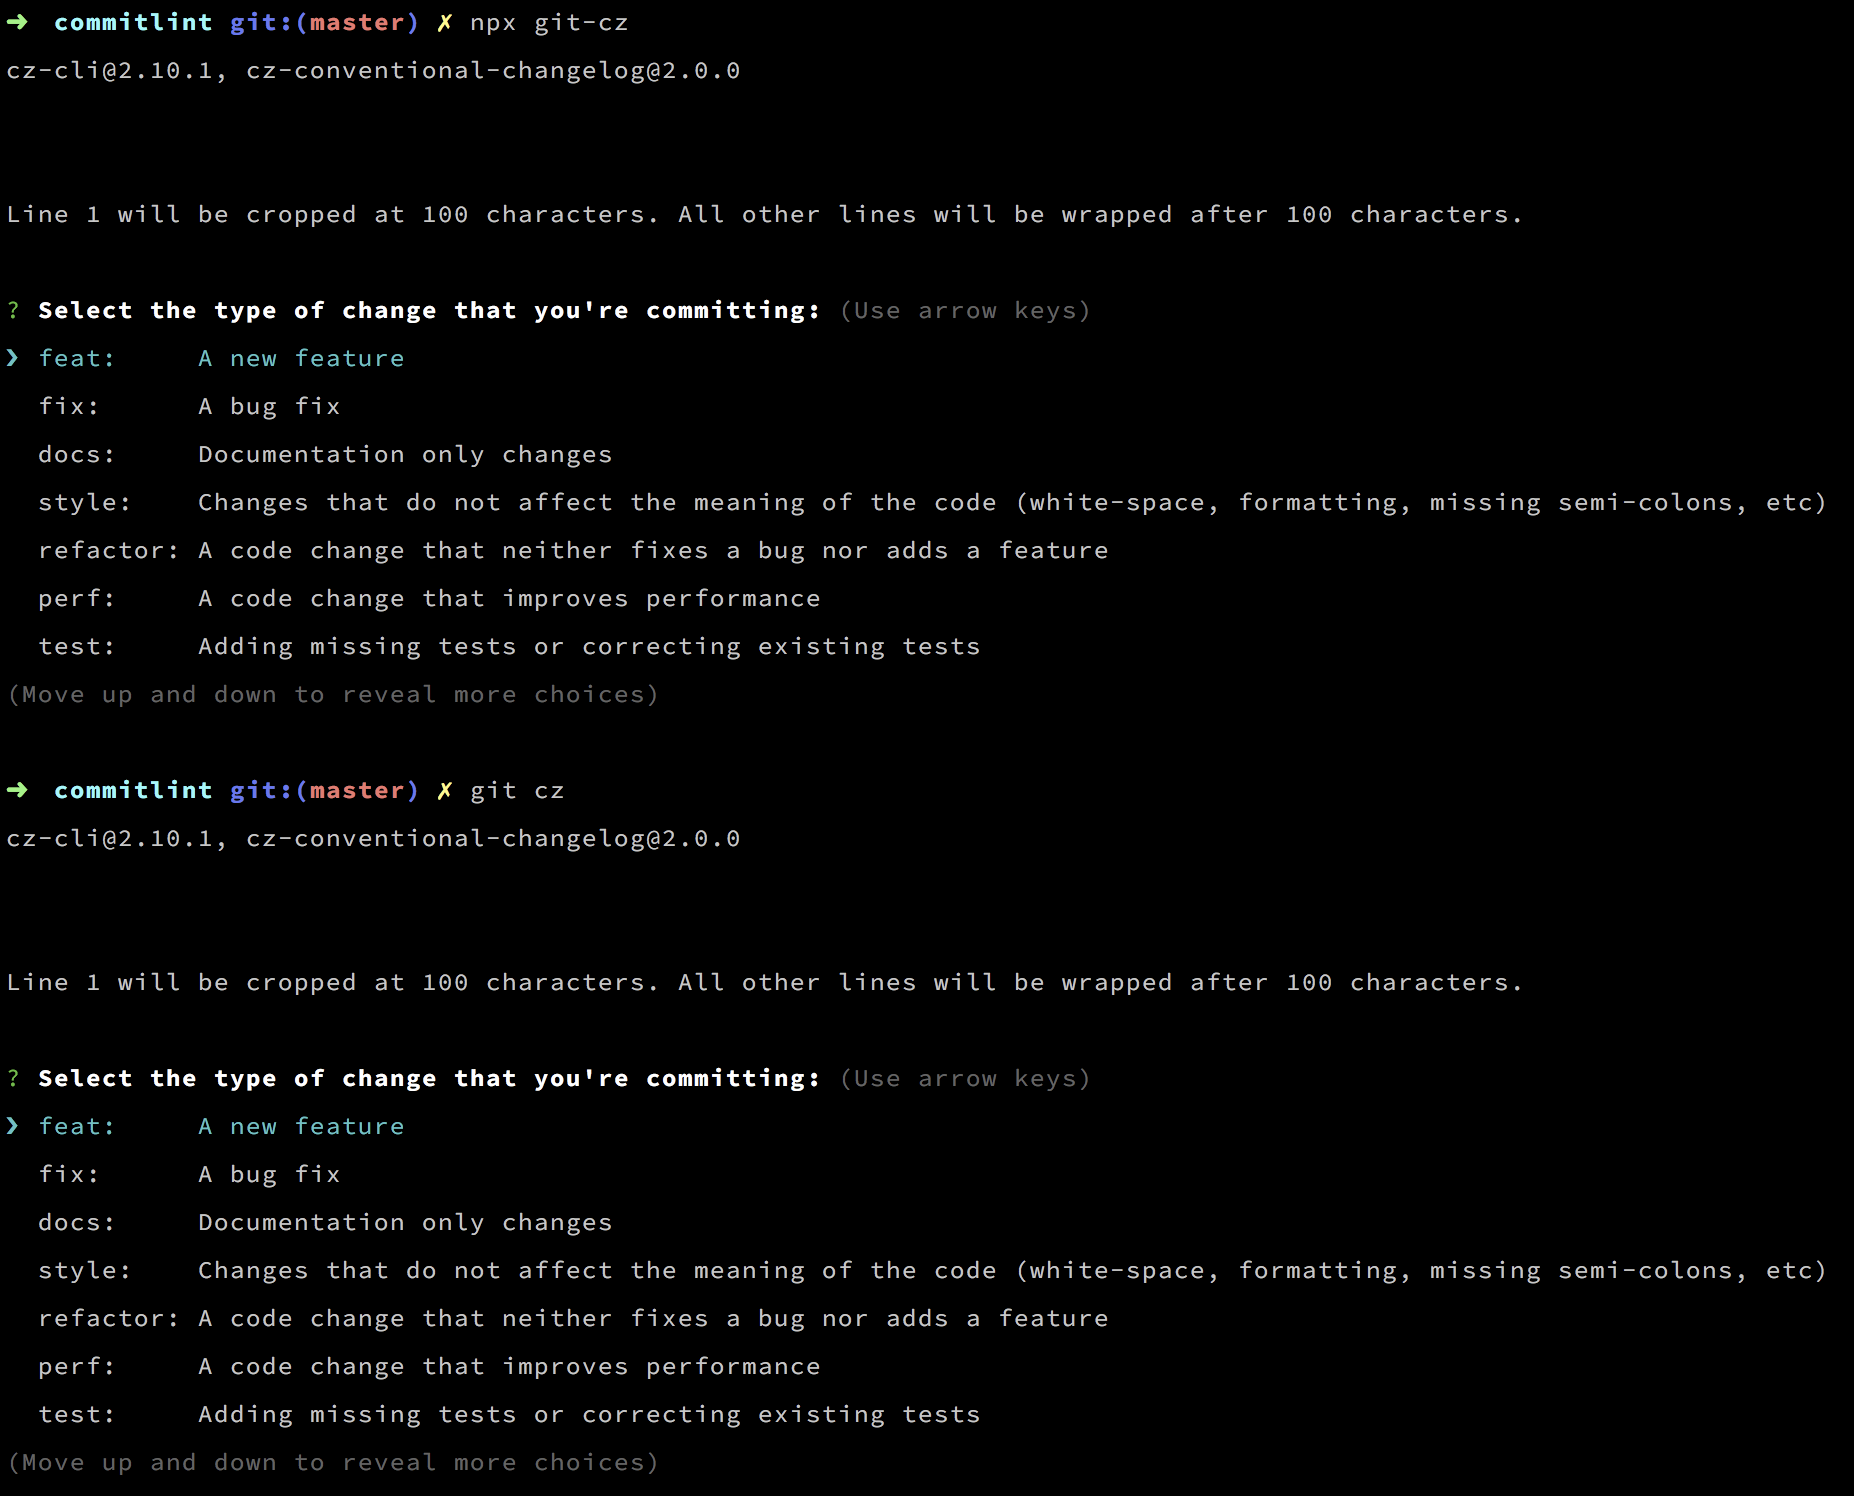 ➜  commitlint git:(master) ✗ npx git-cz
cz-cli@2.10.1, cz-conventional-changelog@2.0.0
Line 1 will be cropped at 100 characters. All other lines will be wrapped after 100 characters.
? Select the type of change that you're committing: (Use arrow keys)
❯ feat:     A new feature
  fix:      A bug fix
  docs:     Documentation only changes
  style:    Changes that do not affect the meaning of the code (white-space, formatting, missing semi-colons, etc)
  refactor: A code change that neither fixes a bug nor adds a feature
  perf:     A code change that improves performance
  test:     Adding missing tests or correcting existing tests
(Move up and down to reveal more choices)
➜  commitlint git:(master) ✗ git cz
cz-cli@2.10.1, cz-conventional-changelog@2.0.0
Line 1 will be cropped at 100 characters. All other lines will be wrapped after 100 characters.
? Select the type of change that you're committing: (Use arrow keys)
❯ feat:     A new feature
  fix:      A bug fix
  docs:     Documentation only changes
  style:    Changes that do not affect the meaning of the code (white-space, formatting, missing semi-colons, etc)
  refactor: A code change that neither fixes a bug nor adds a feature
  perf:     A code change that improves performance
  test:     Adding missing tests or correcting existing tests
(Move up and down to reveal more choices)